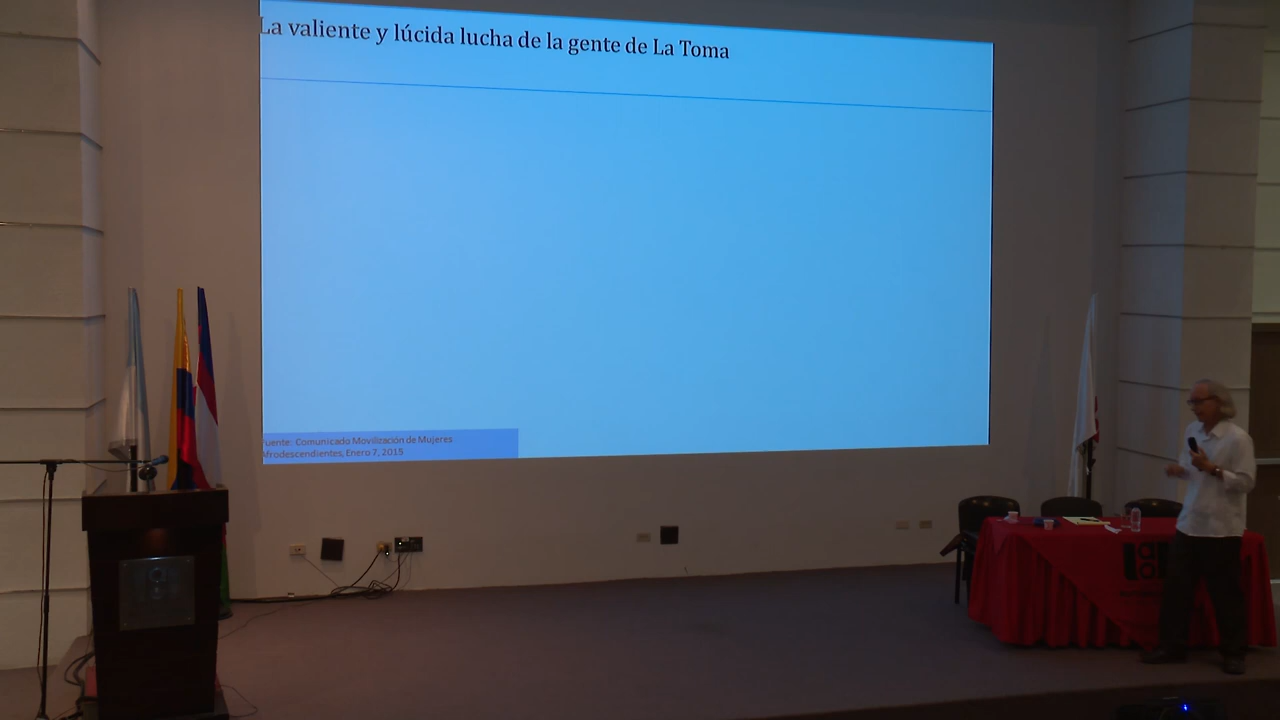 La valiente y lúcida lucha de la gente de La Toma
Fuente: Comunicado Movilización de Mujeres
Afrodescendientes, Enero 7, 2015